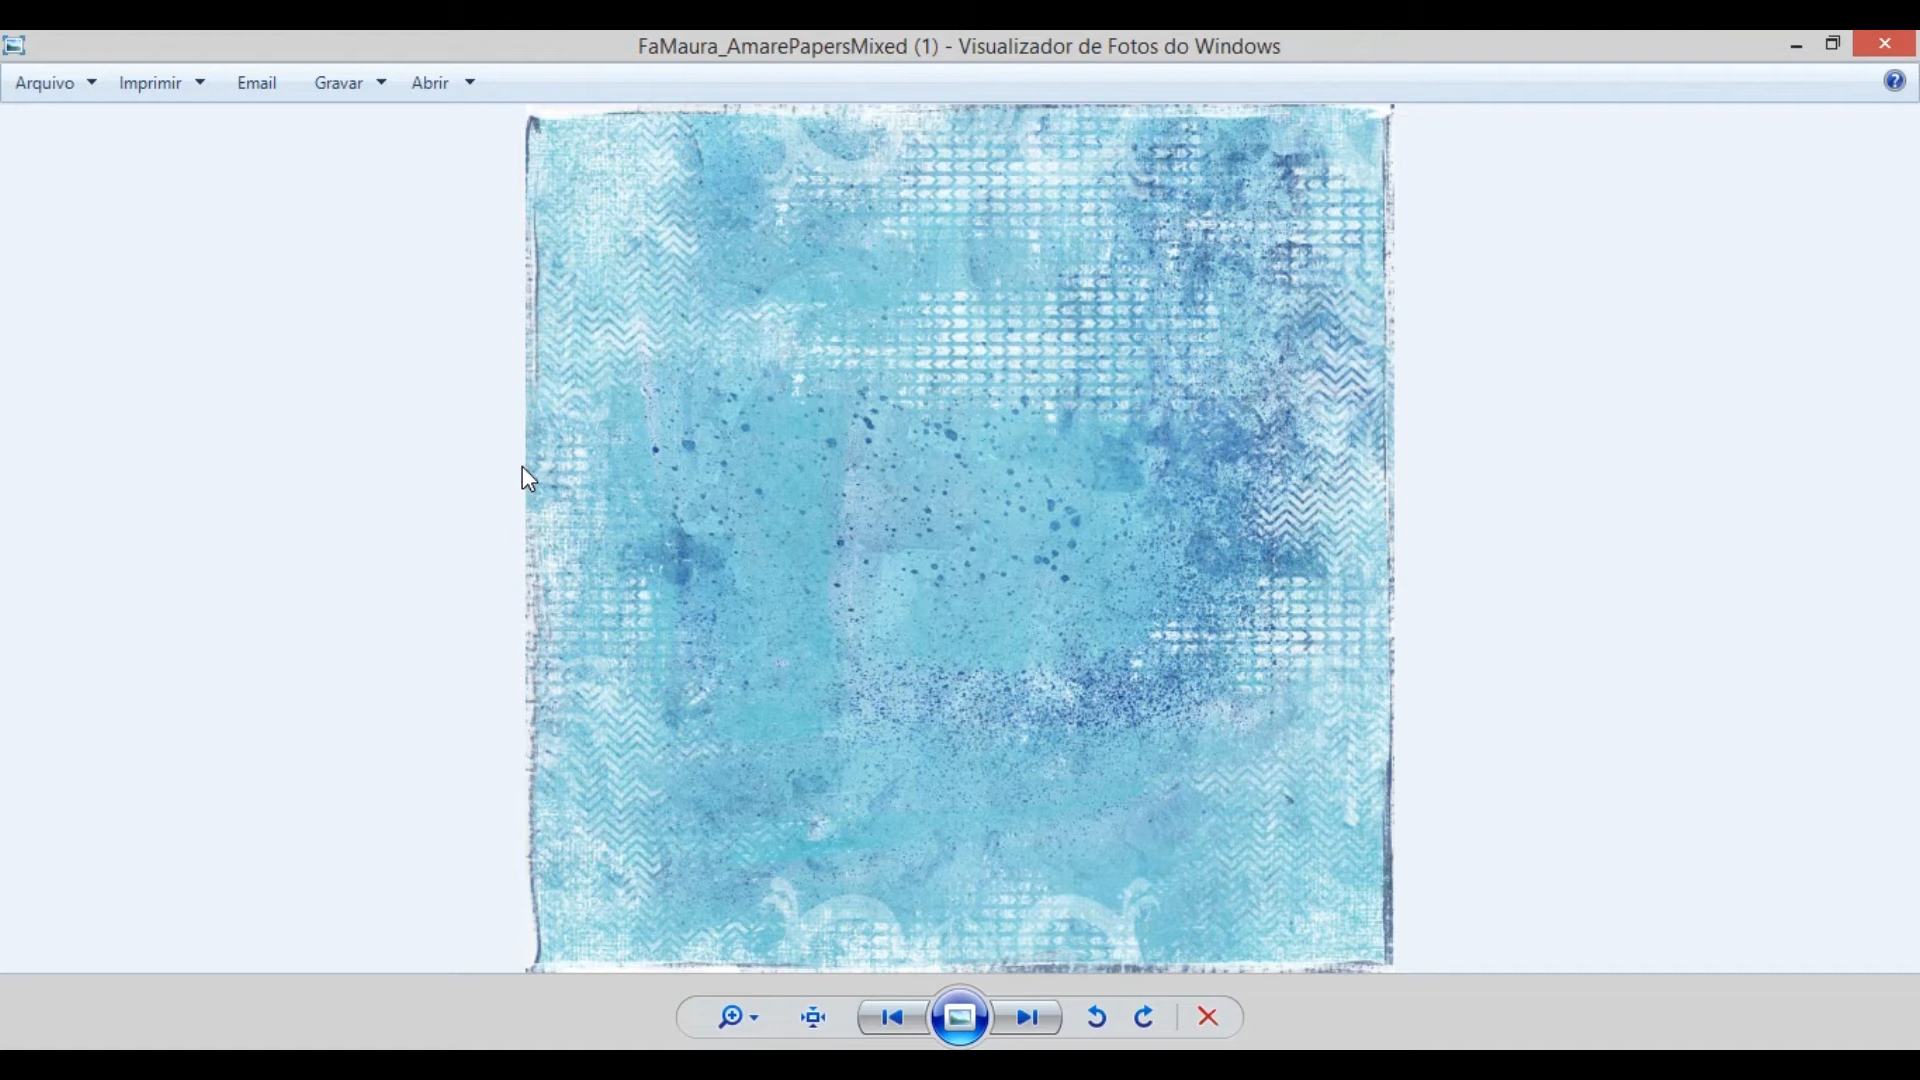 FaMaura_AmarePapersMixed (1) - Visualizador de Fotos do Windows
Arquivo Imprimir Email Gravar Abrir